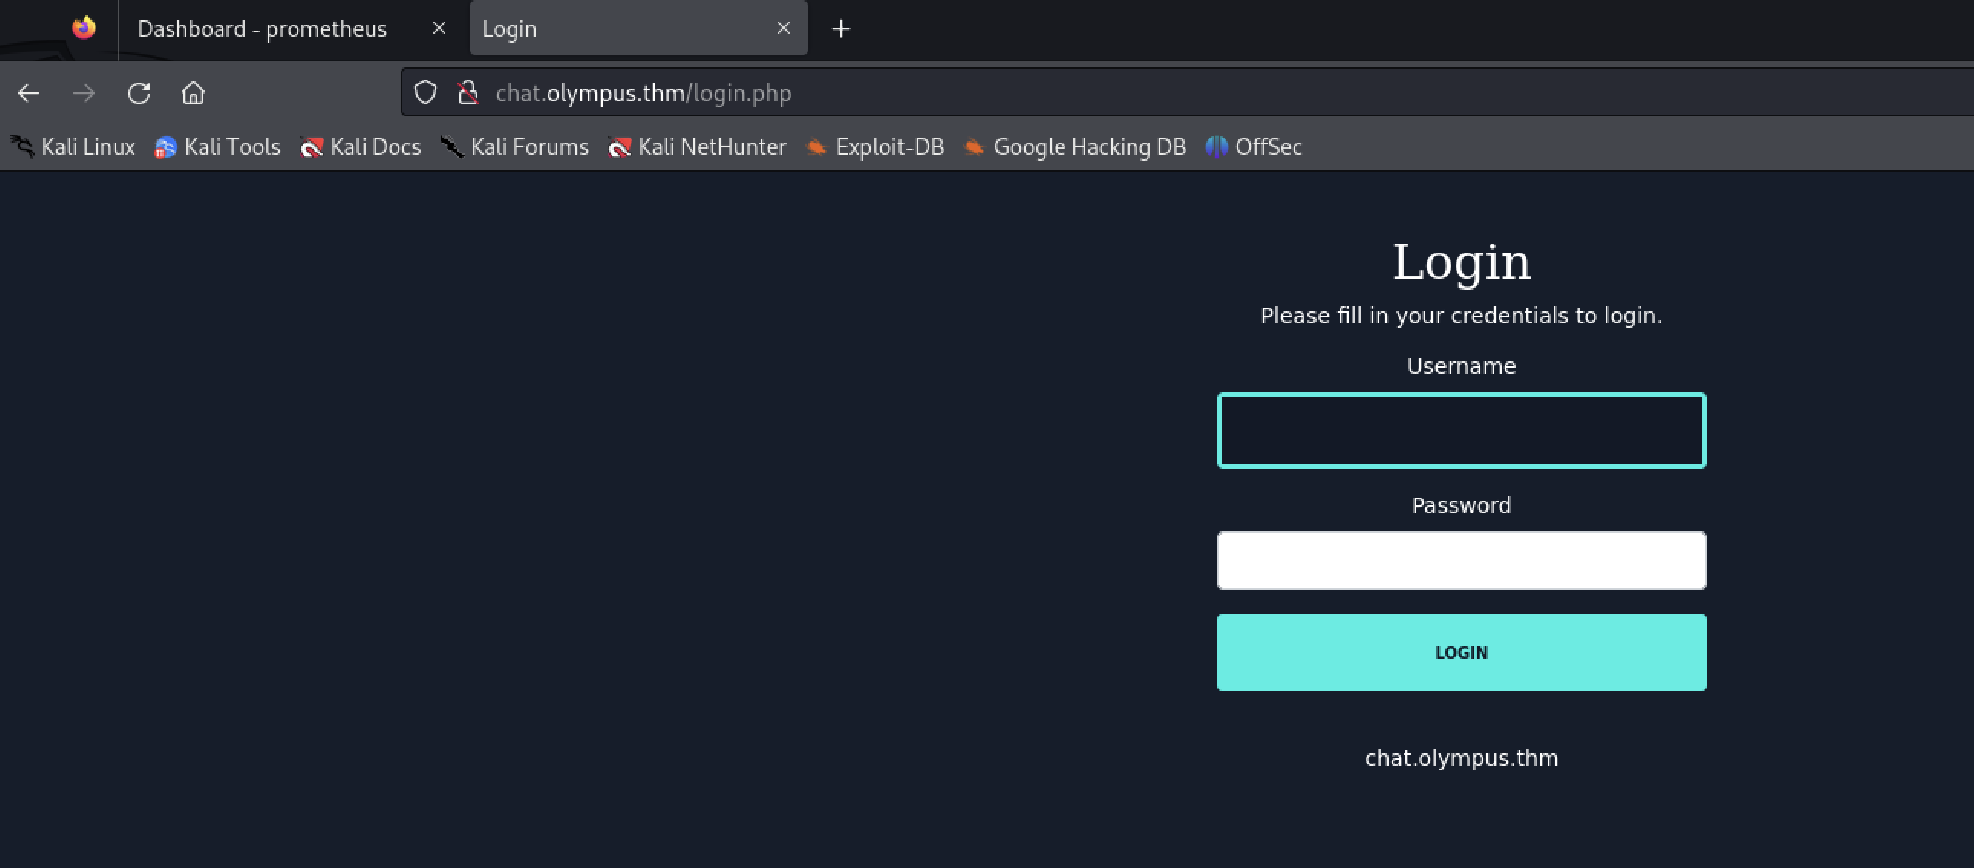 Dashboard - prometheus
Login
chat.olympus.thm/login.php
Kali Linux Kali Tools Kali Docs Kali Forums Kali NetHunter Exploit-DB Google Hacking DB OffSec
Login
Please fill in your credentials to login.
Username
Password
LOGIN
chat.olympus.thm